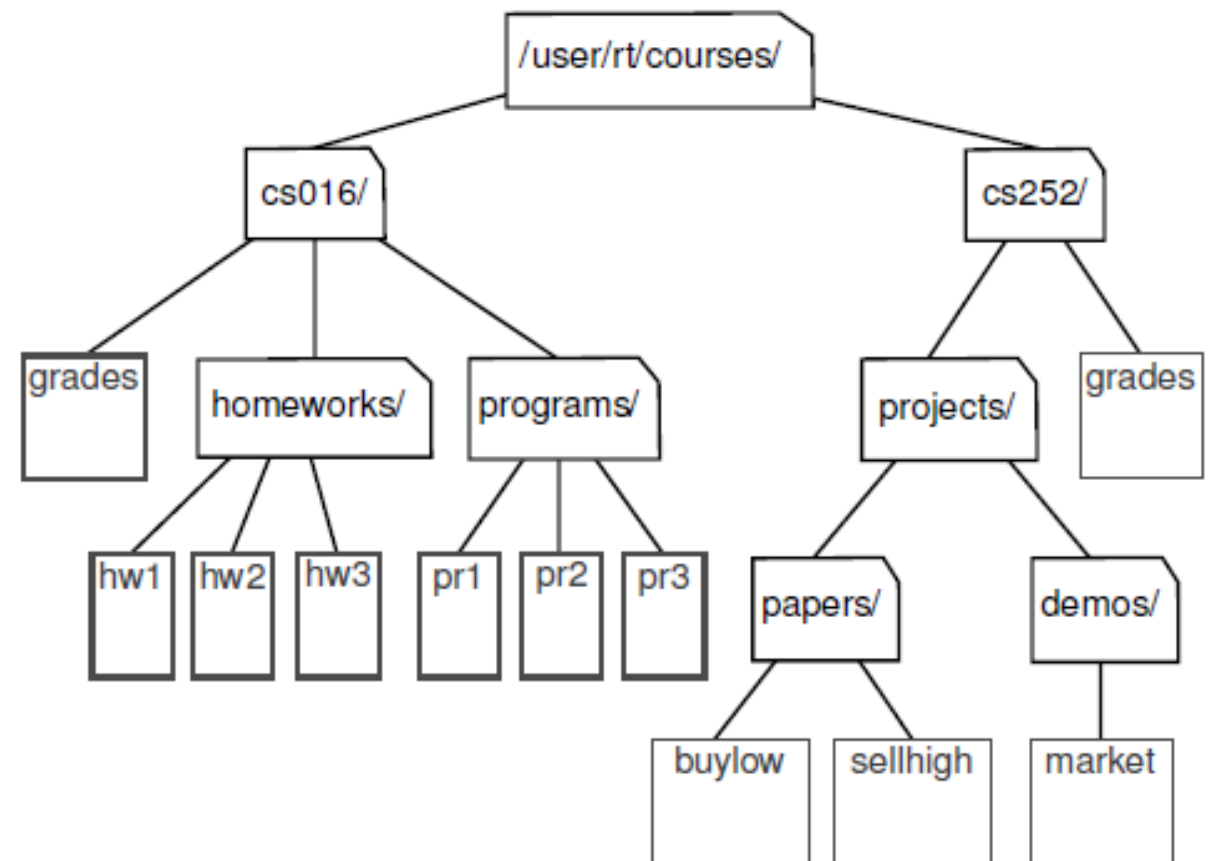 /user/rt/courses/
cs016/
cs252/
grades
homeworks/
programs/
projects/
grades
hw1
hw2
hw3
pr1
pr2
pr3
papers/
demos/
buylow
sellhigh
market